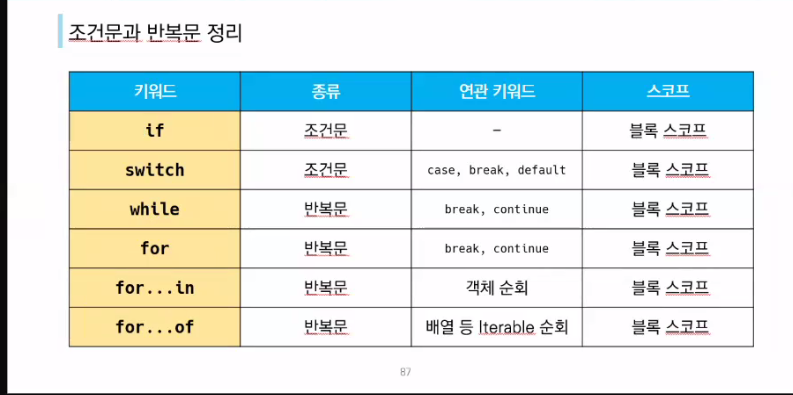 조건문과 반복문 정리
키워드 종류 연관 키워드 스코프
if 조건문 - 블록 스코프
switch 조건문 case, break, default 블록 스코프
while 반복문 break, continue 블록 스코프
for 반복문 break, continue 블록 스코프
for...in 반복문 객체 순회 블록 스코프
for...of 반복문 배열 등 Iterable 순회 블록 스코프
87